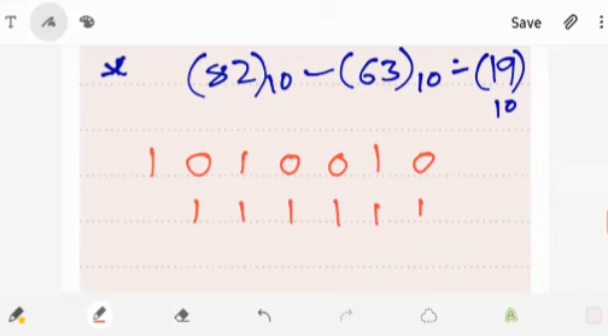 T Save
* (82)10 - (63)10 = (19)10
1 0 1 0 0 1 0
1 1 1 1 1 1